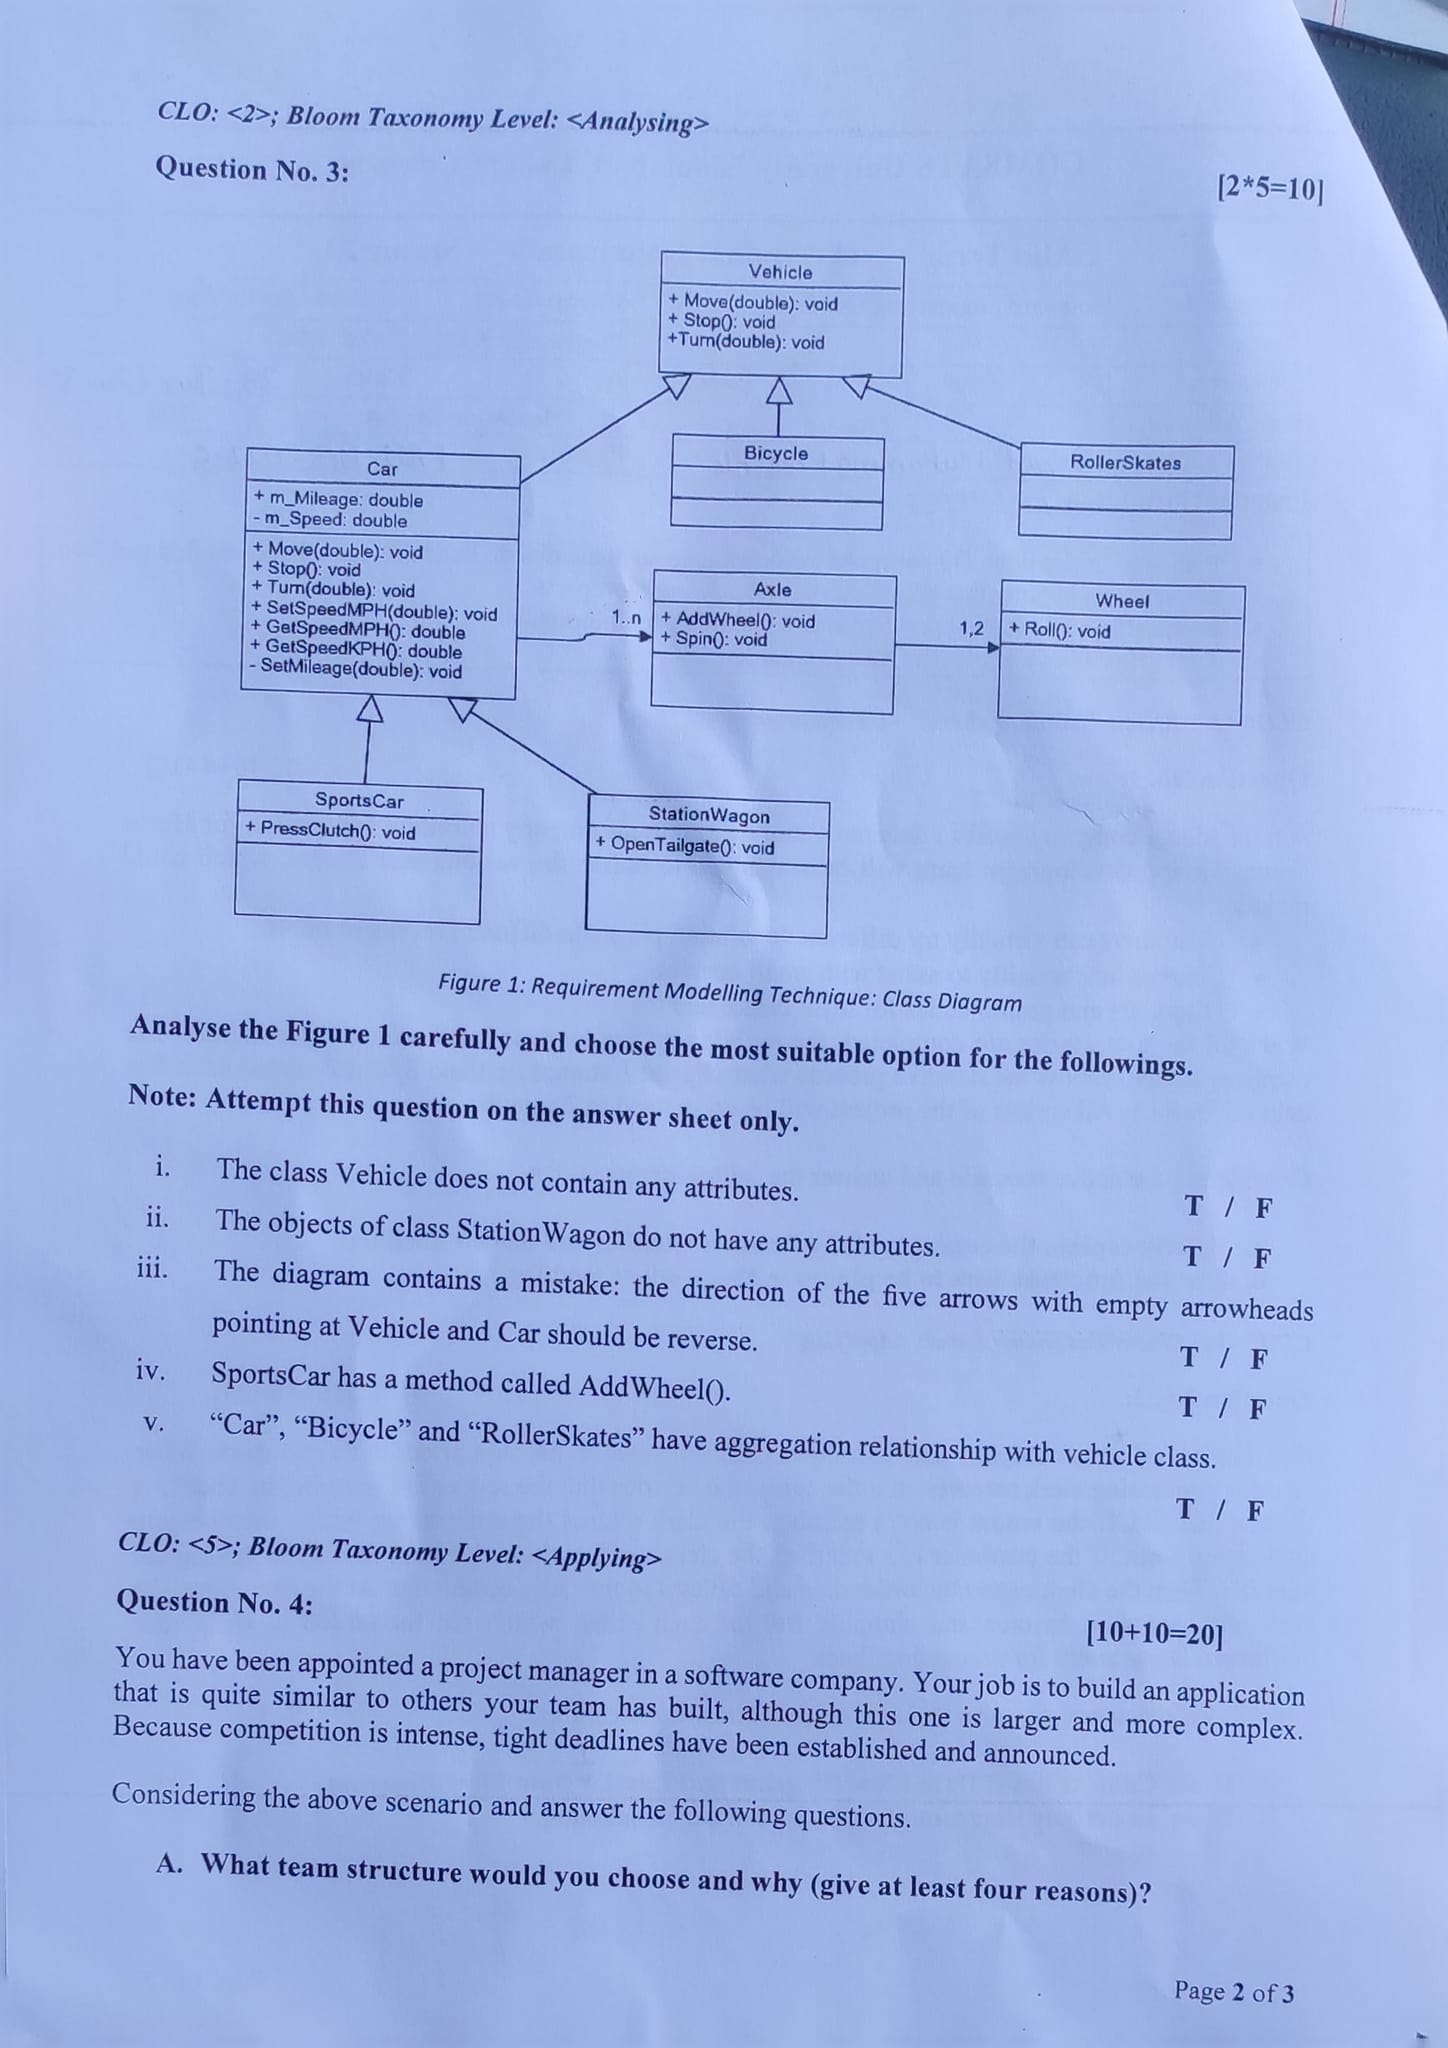 CLO: <2>; Bloom Taxonomy Level: <Analysing>
Question No. 3:
[2*5=10]
Vehicle
+ Move(double): void
+ Stop(): void
+Turn(double): void
Car
+ m_Mileage: double
- m_Speed: double
+ Move(double): void
+ Stop(): void
+ Turn(double): void
+ SetSpeedMPH(double): void
+ GetSpeedMPH(): double
+ GetSpeedKPH(): double
- SetMileage(double): void
Bicycle
RollerSkates
1..n
Axle
+ AddWheel(): void
+ Spin(): void
1,2
Wheel
+ Roll(): void
SportsCar
+ PressClutch(): void
StationWagon
+ OpenTailgate(): void
Figure 1: Requirement Modelling Technique: Class Diagram
Analyse the Figure 1 carefully and choose the most suitable option for the followings.
Note: Attempt this question on the answer sheet only.
i. The class Vehicle does not contain any attributes.
T / F
ii. The objects of class StationWagon do not have any attributes.
T / F
iii. The diagram contains a mistake: the direction of the five arrows with empty arrowheads
pointing at Vehicle and Car should be reverse.
T / F
iv. SportsCar has a method called AddWheel().
T / F
v. “Car”, “Bicycle” and “RollerSkates” have aggregation relationship with vehicle class.
T / F
CLO: <5>; Bloom Taxonomy Level: <Applying>
Question No. 4:
[10+10=20]
You have been appointed a project manager in a software company. Your job is to build an application
that is quite similar to others your team has built, although this one is larger and more complex.
Because competition is intense, tight deadlines have been established and announced.
Considering the above scenario and answer the following questions.
A. What team structure would you choose and why (give at least four reasons)?
Page 2 of 3